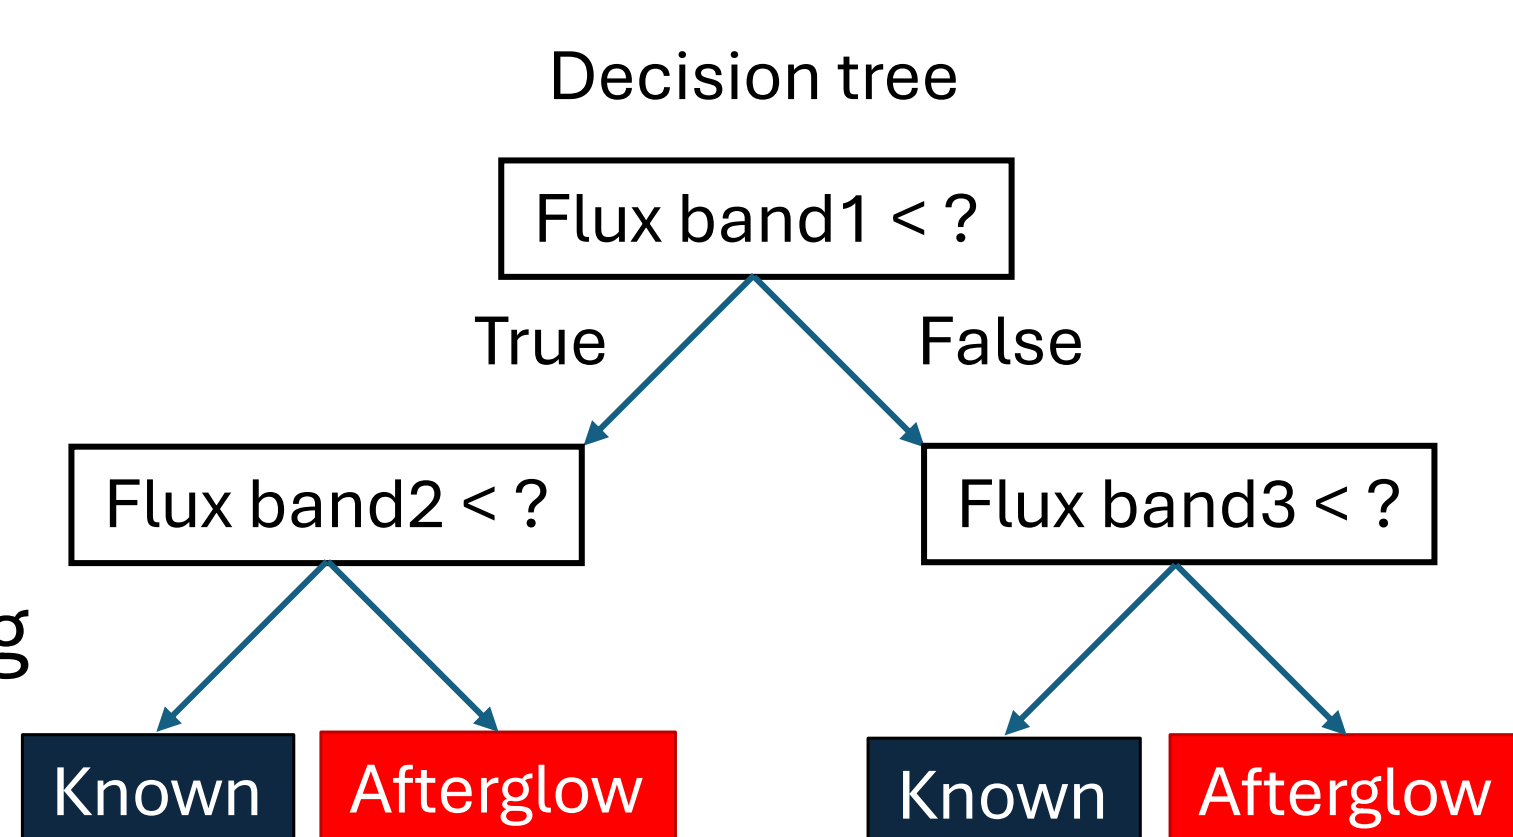 Decision tree
Flux band1 < ?
True
False
Flux band2 < ?
Flux band3 < ?
g
Known
Afterglow
Known
Afterglow